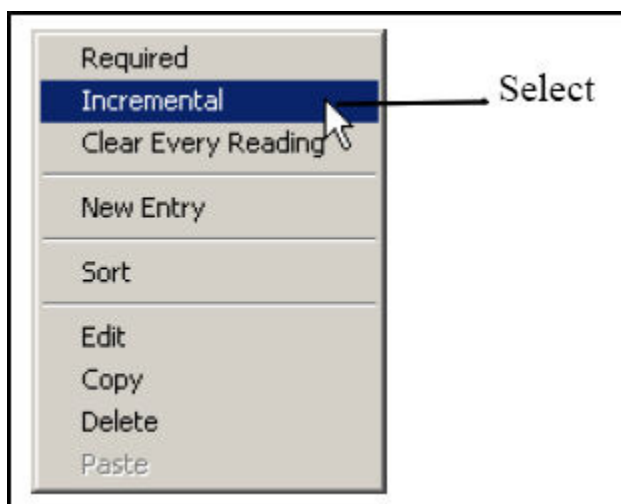 Required
Incremental
Select
Clear Every Reading
New Entry
Sort
Edit
Copy
Delete
Paste